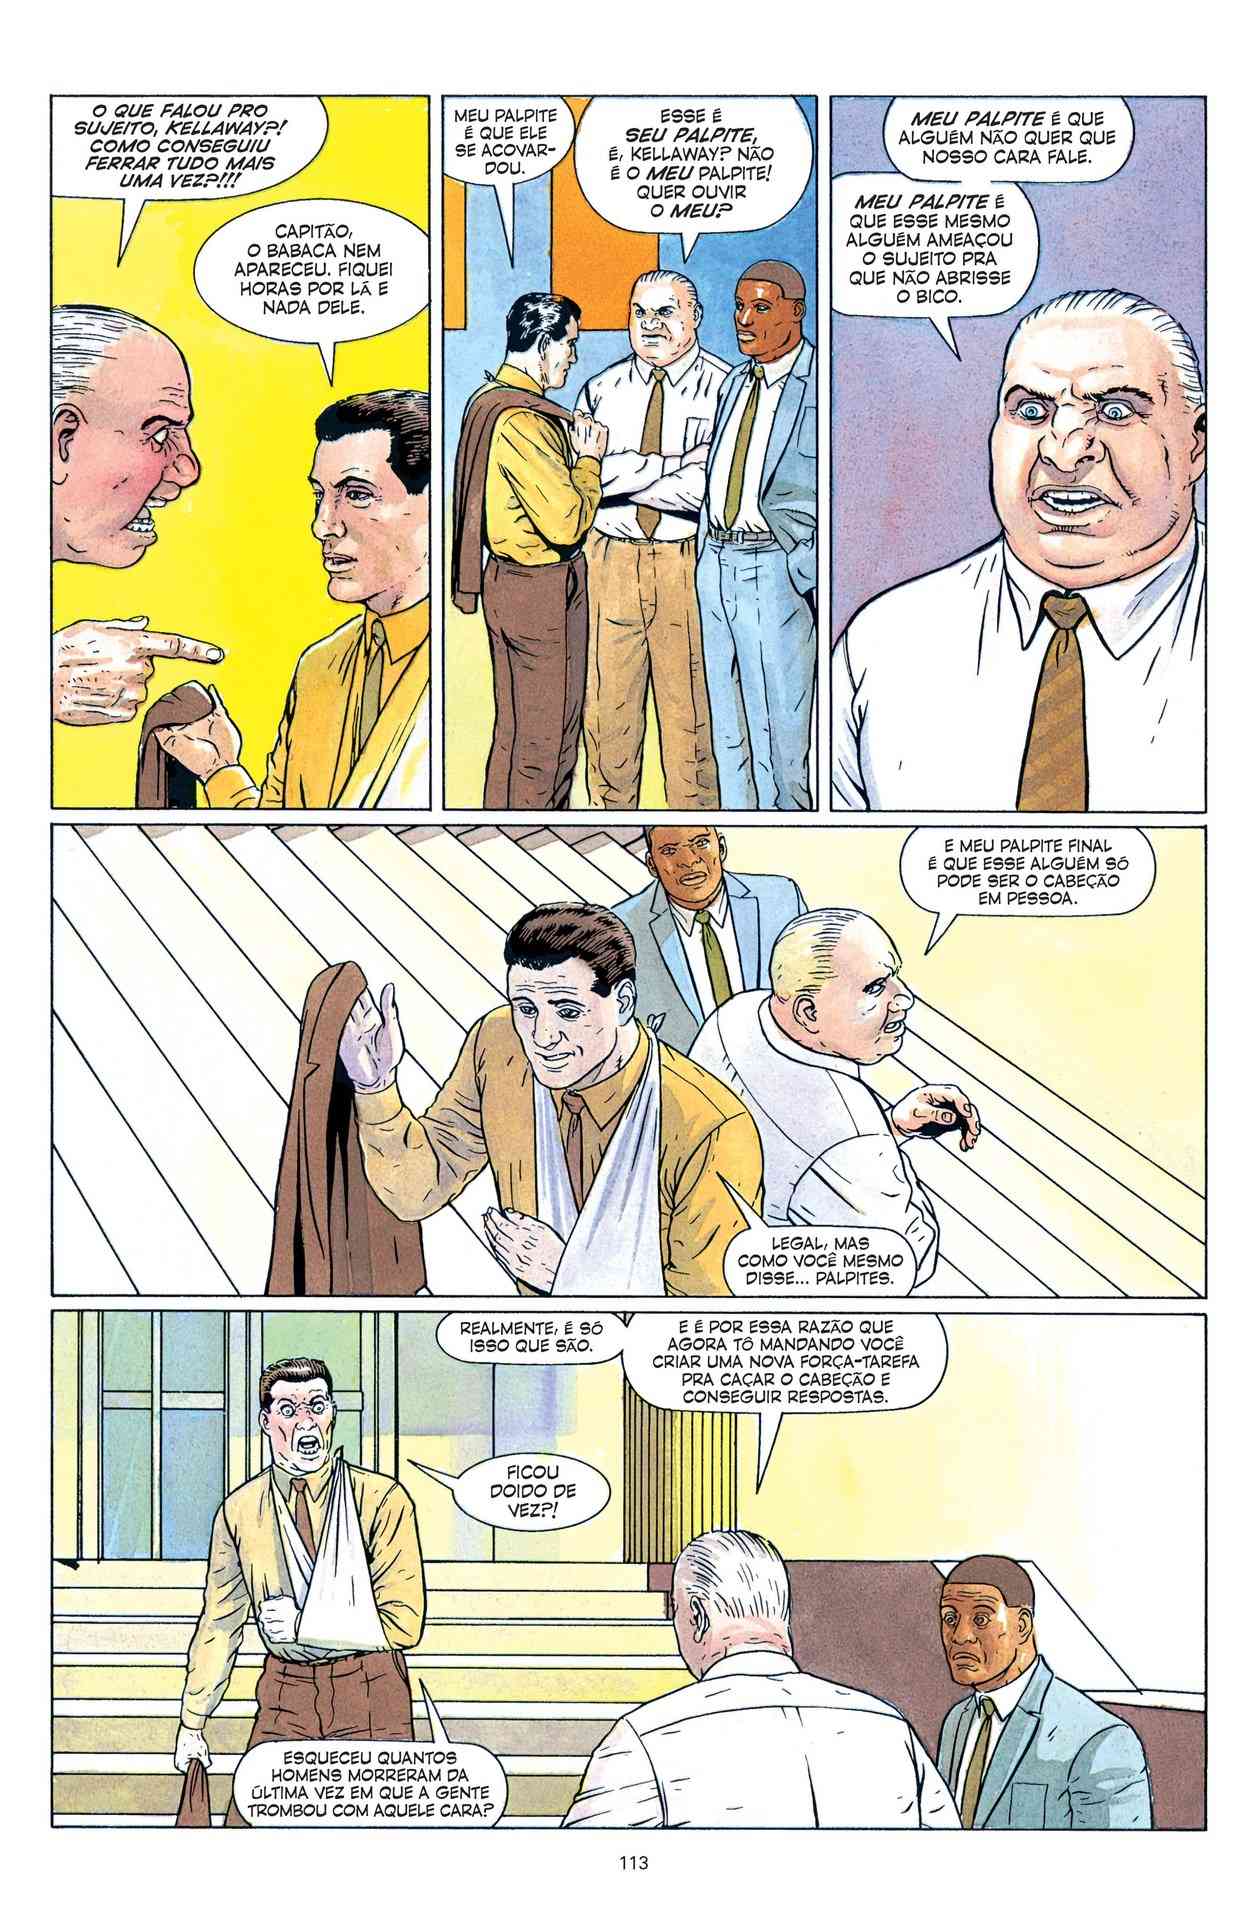 O QUE FALOU PRO
SUJEITO, KELLAWAY?!
COMO CONSEGUIU
FERRAR TUDO MAIS
UMA VEZ?!!!
CAPITÃO,
O BABACA NEM
APARECEU. FIQUEI
HORAS POR LÁ E
NADA DELE.
MEU PALPITE
É QUE ELE
SE ACOVAR-
DOU.
ESSE É
SEU PALPITE,
É, KELLAWAY? NÃO
É O MEU PALPITE!
QUER OUVIR
O MEU?
MEU PALPITE É QUE
ALGUÉM NÃO QUER QUE
NOSSO CARA FALE.
MEU PALPITE É
QUE ESSE MESMO
ALGUÉM AMEAÇOU
O SUJEITO PRA
QUE NÃO ABRISSE
O BICO.
E MEU PALPITE FINAL
É QUE ESSE ALGUÉM SÓ
PODE SER O CABEÇÃO
EM PESSOA.
LEGAL, MAS
COMO VOCÊ MESMO
DISSE... PALPITES.
REALMENTE, É SÓ
ISSO QUE SÃO.
E É POR ESSA RAZÃO QUE
AGORA TÔ MANDANDO VOCÊ
CRIAR UMA NOVA FORÇA-TAREFA
PRA CAÇAR O CABEÇÃO E
CONSEGUIR RESPOSTAS.
FICOU
DOIDO DE
VEZ?!
ESQUECEU QUANTOS
HOMENS MORRERAM DA
ÚLTIMA VEZ EM QUE A GENTE
TROMBOU COM AQUELE CARA?
113